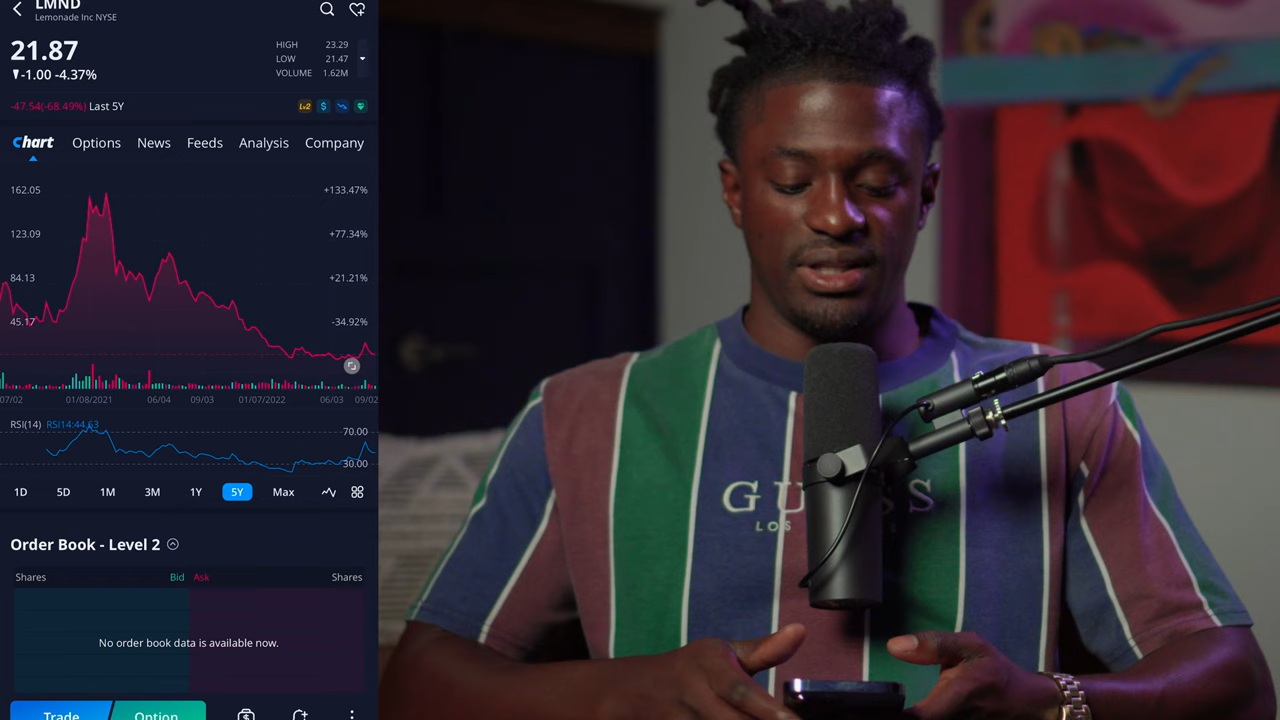 LMND
Lemonade Inc NYSE
21.87
-1.00 -4.37%
HIGH 23.29
LOW 21.47
VOLUME 1.62M
-47.54(-68.49%) Last 5Y
Lv2 $
Chart Options News Feeds Analysis Company
162.05 +133.47%
123.09 +77.34%
84.13 +21.21%
45.17 -34.92%
07/02 01/08/2021 06/04 09/03 01/07/2022 06/03 09/02
RSI(14) RSI14:44.63 70.00
30.00
1D 5D 1M 3M 1Y 5Y Max
Order Book - Level 2
Shares Bid Ask Shares
No order book data is available now.
Trade Option
GU S
LOS